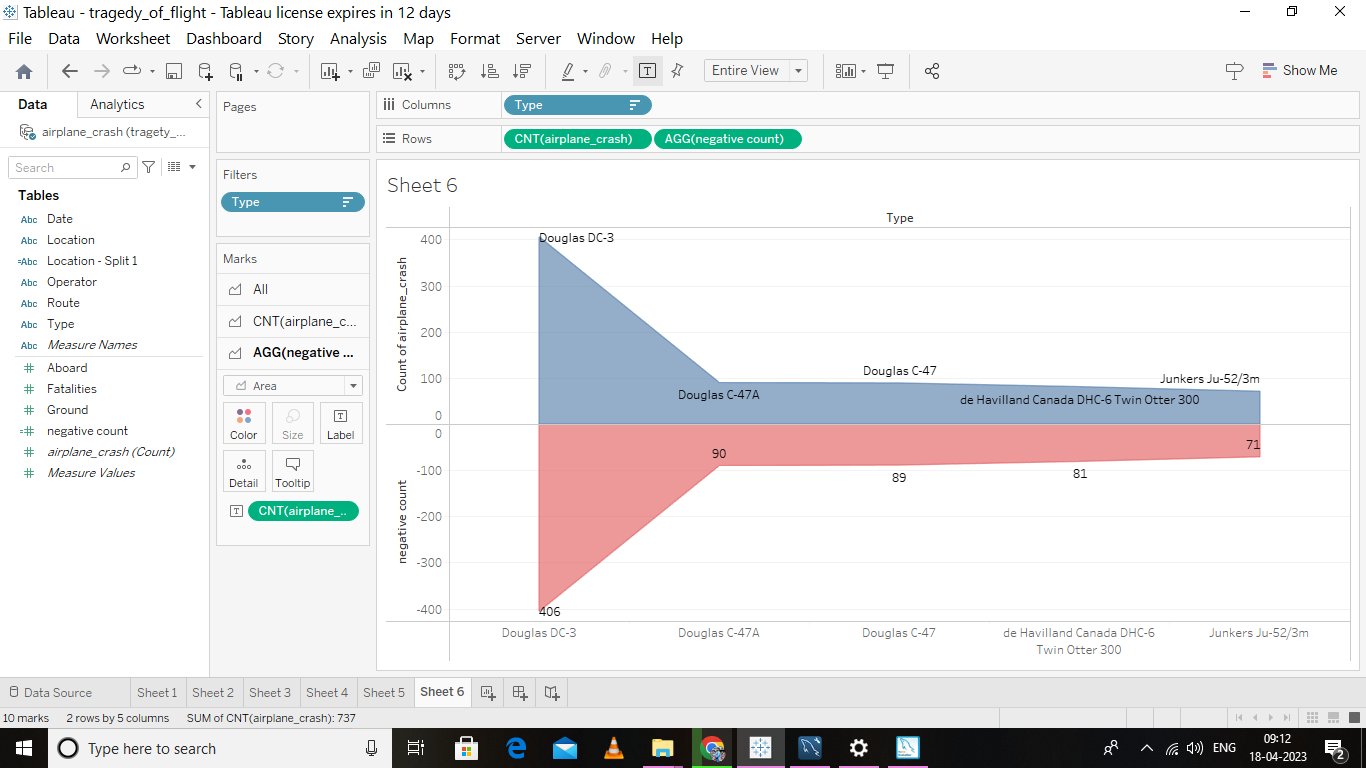 Tableau - tragedy_of_flight - Tableau license expires in 12 days
File Data Worksheet Dashboard Story Analysis Map Format Server Window Help
Entire View
Show Me
Data Analytics
airplane_crash (tragety_...
Search
Tables
Abc Date
Abc Location
=Abc Location - Split 1
Abc Operator
Abc Route
Abc Type
Abc Measure Names
# Aboard
# Fatalities
# Ground
=# negative count
# airplane_crash (Count)
# Measure Values
Pages
Filters
Type
Marks
All
CNT(airplane_c...
AGG(negative ...
Area
Color Size Label
Detail Tooltip
CNT(airplane_..
Columns Type
Rows CNT(airplane_crash) AGG(negative count)
Sheet 6
Type
Count of airplane_crash
400
300
200
100
0
Douglas DC-3
Douglas C-47A
Douglas C-47
de Havilland Canada DHC-6 Twin Otter 300
Junkers Ju-52/3m
negative count
0
-100
-200
-300
-400
406
90
89
81
71
Douglas DC-3
Douglas C-47A
Douglas C-47
de Havilland Canada DHC-6
Twin Otter 300
Junkers Ju-52/3m
Data Source Sheet 1 Sheet 2 Sheet 3 Sheet 4 Sheet 5 Sheet 6
10 marks 2 rows by 5 columns SUM of CNT(airplane_crash): 737
Type here to search
ENG
09:12
18-04-2023
2